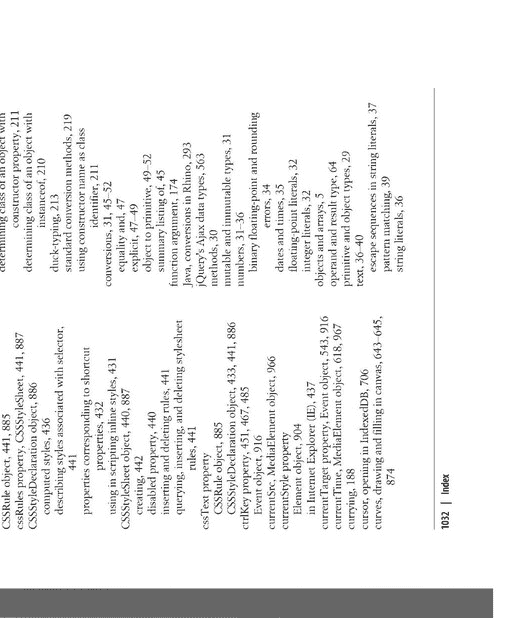 CSSRule object, 441, 885
cssRules property, CSSStyleSheet, 441, 887
CSSStyleDeclaration object, 886
computed styles, 436
describing styles associated with selector,
441
properties corresponding to shortcut
properties, 432
using in scripting inline styles, 431
CSSStyleSheet object, 440, 887
creating, 442
disabled property, 440
inserting and deleting rules, 441
querying, inserting, and deleting stylesheet
rules, 441
cssText property
CSSRule object, 885
CSSStyleDeclaration object, 433, 441, 886
ctrlKey property, 451, 467, 485
Event object, 916
currentSrc, MediaElement object, 966
currentStyle property
Element object, 904
in Internet Explorer (IE), 437
currentTarget property, Event object, 543, 916
currentTime, MediaElement object, 618, 967
currying, 188
cursor, opening in IndexedDB, 706
curves, drawing and filling in canvas, 643–645,
874
determining class of an object with
constructor property, 211
determining class of an object with
instanceof, 210
duck-typing, 213
standard conversion methods, 219
using constructor name as class
identifier, 211
conversions, 31, 45–52
equality and, 47
explicit, 47–49
object to primitive, 49–52
summary listing of, 45
function argument, 174
Java, conversions in Rhino, 293
jQuery's Ajax data types, 563
methods, 30
mutable and immutable types, 31
numbers, 31–36
binary floating-point and rounding
errors, 34
dates and times, 35
floating-point literals, 32
integer literals, 32
objects and arrays, 5
operand and result type, 64
primitive and object types, 29
text, 36–40
escape sequences in string literals, 37
pattern matching, 39
string literals, 36
1032 | Index